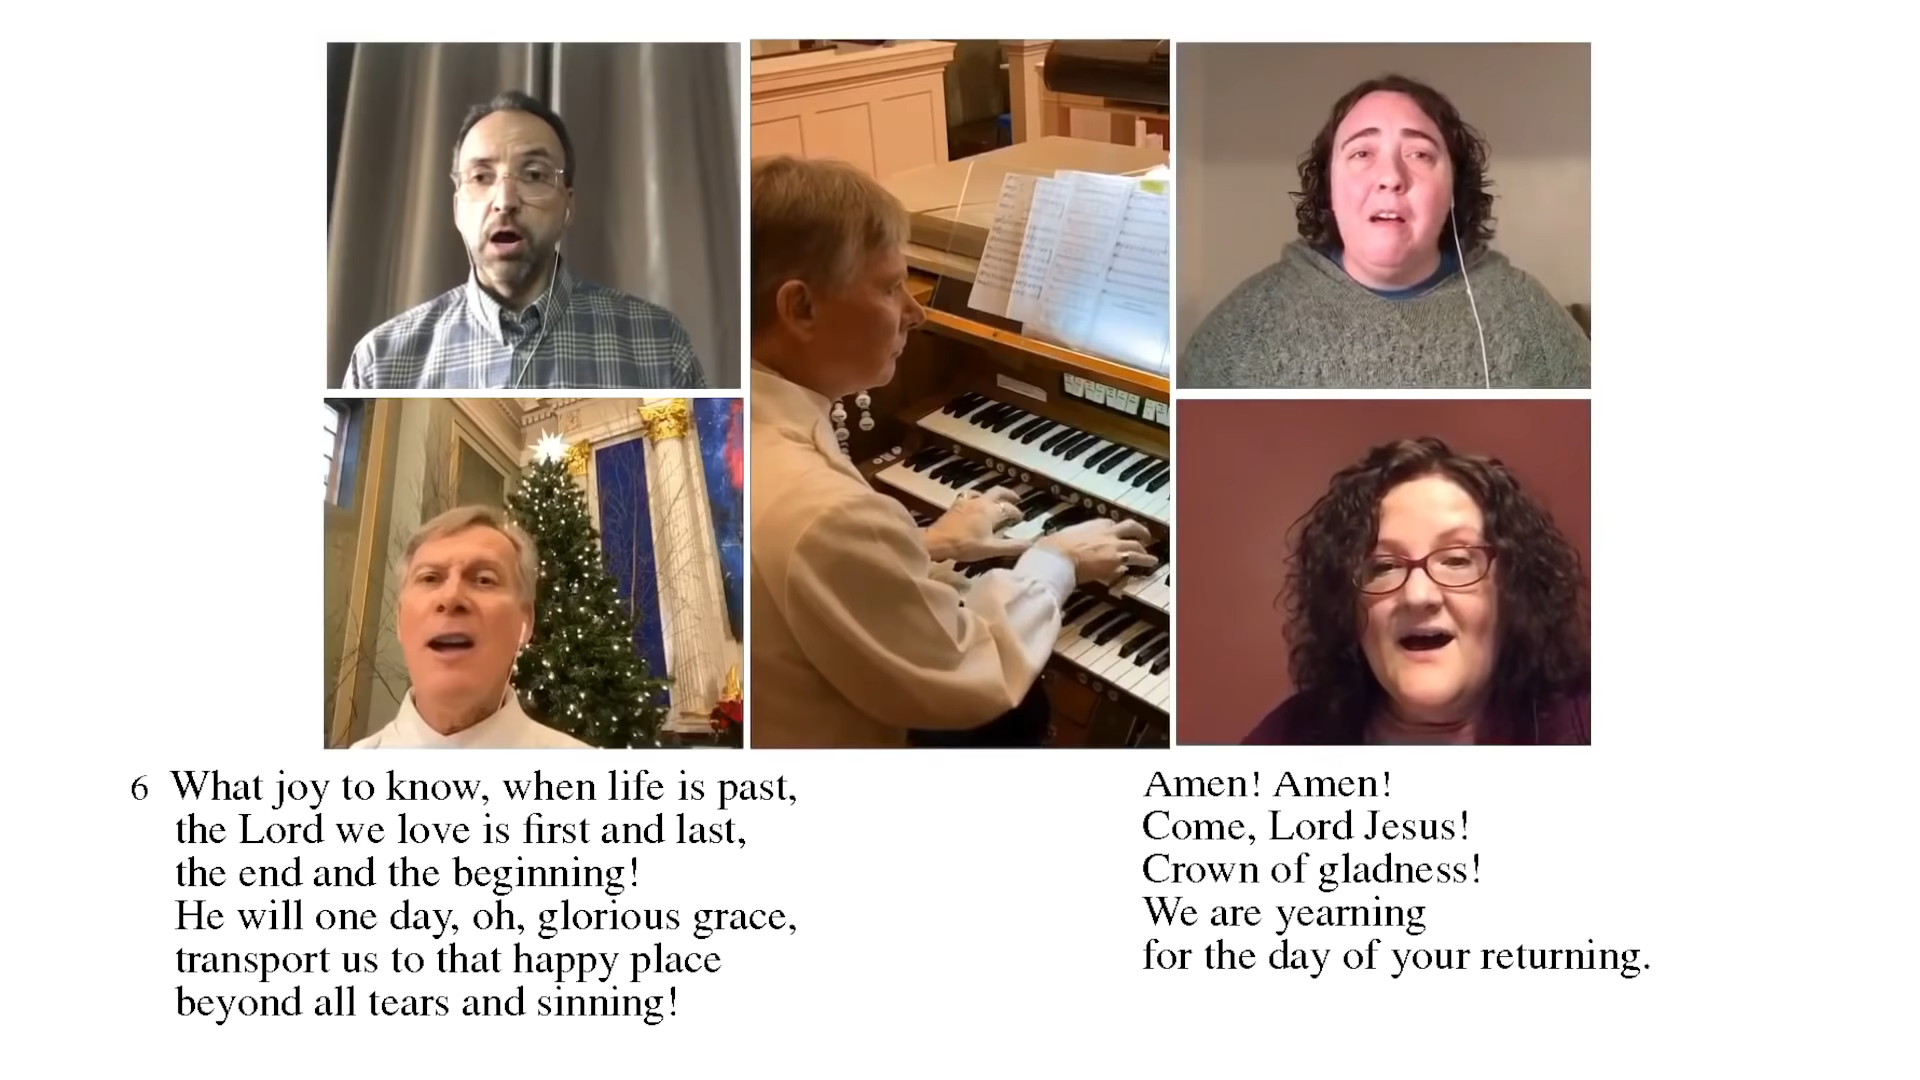 6 What joy to know, when life is past,
the Lord we love is first and last,
the end and the beginning!
He will one day, oh, glorious grace,
transport us to that happy place
beyond all tears and sinning!
Amen! Amen!
Come, Lord Jesus!
Crown of gladness!
We are yearning
for the day of your returning.